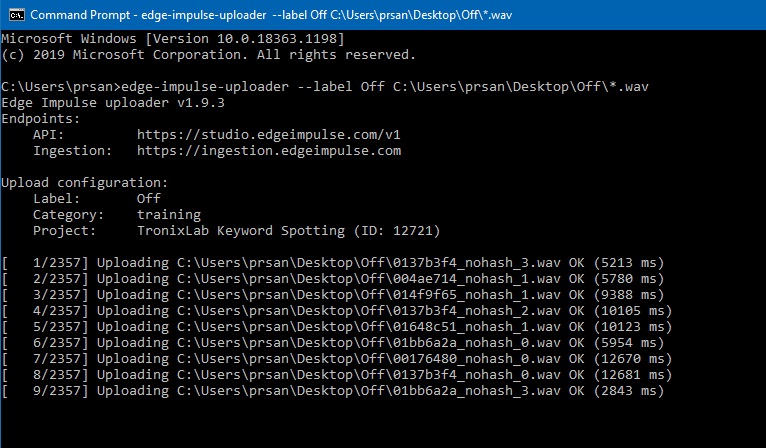 Command Prompt - edge-impulse-uploader --label Off C:\Users\prsan\Desktop\Off\*.wav
Microsoft Windows [Version 10.0.18363.1198]
(c) 2019 Microsoft Corporation. All rights reserved.
C:\Users\prsan>edge-impulse-uploader --label Off C:\Users\prsan\Desktop\Off\*.wav
Edge Impulse uploader v1.9.3
Endpoints:
    API:         https://studio.edgeimpulse.com/v1
    Ingestion:   https://ingestion.edgeimpulse.com
Upload configuration:
    Label:       Off
    Category:    training
    Project:     TronixLab Keyword Spotting (ID: 12721)
[   1/2357] Uploading C:\Users\prsan\Desktop\Off\0137b3f4_nohash_3.wav OK (5213 ms)
[   2/2357] Uploading C:\Users\prsan\Desktop\Off\004ae714_nohash_1.wav OK (5780 ms)
[   3/2357] Uploading C:\Users\prsan\Desktop\Off\014f9f65_nohash_1.wav OK (9388 ms)
[   4/2357] Uploading C:\Users\prsan\Desktop\Off\0137b3f4_nohash_2.wav OK (10105 ms)
[   5/2357] Uploading C:\Users\prsan\Desktop\Off\01648c51_nohash_1.wav OK (10123 ms)
[   6/2357] Uploading C:\Users\prsan\Desktop\Off\01bb6a2a_nohash_0.wav OK (5954 ms)
[   7/2357] Uploading C:\Users\prsan\Desktop\Off\00176480_nohash_0.wav OK (12670 ms)
[   8/2357] Uploading C:\Users\prsan\Desktop\Off\0137b3f4_nohash_0.wav OK (12681 ms)
[   9/2357] Uploading C:\Users\prsan\Desktop\Off\01bb6a2a_nohash_3.wav OK (2843 ms)